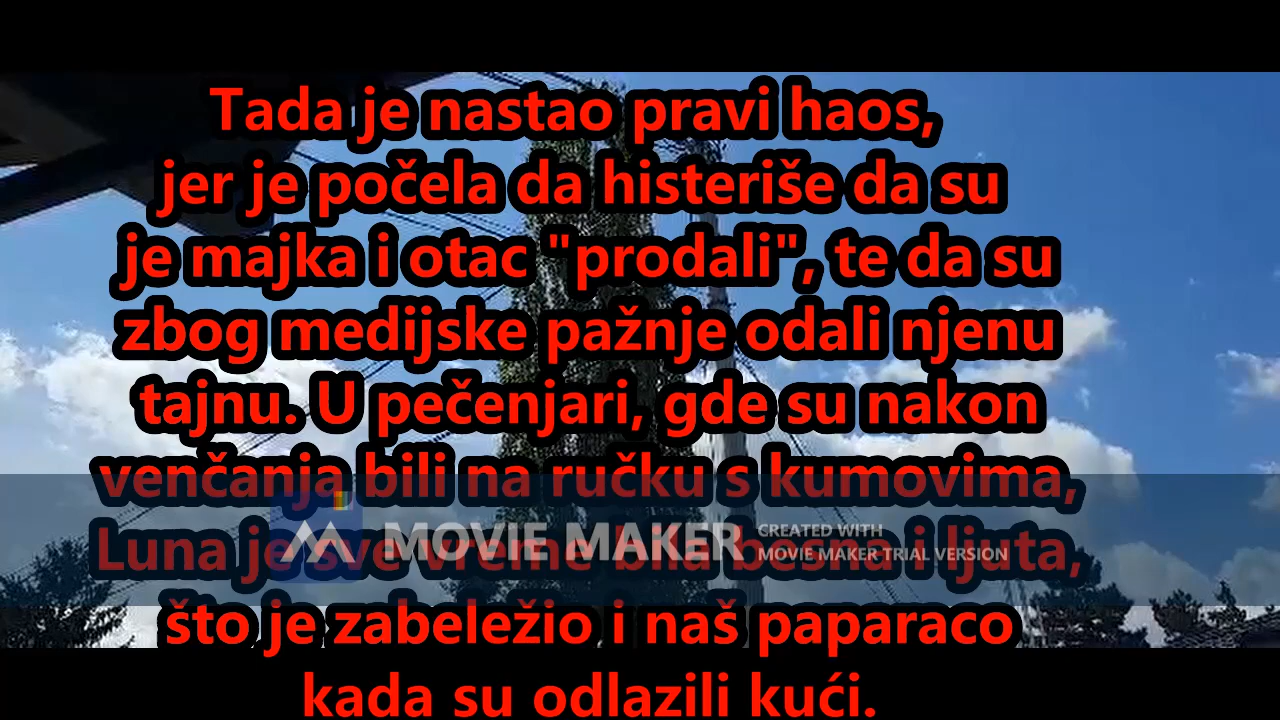 Tada je nastao pravi haos,
jer je počela da histeriše da su
je majka i otac "prodali", te da su
zbog medijske pažnje odali njenu
tajnu. U pečenjari, gde su nakon
venčanja bili na ručku s kumovima,
Luna je sve vreme bila besna i ljuta,
MOVIE MAKER
CREATED WITH
MOVIE MAKER TRIAL VERSION
što je zabeležio i naš paparaco
kada su odlazili kući.